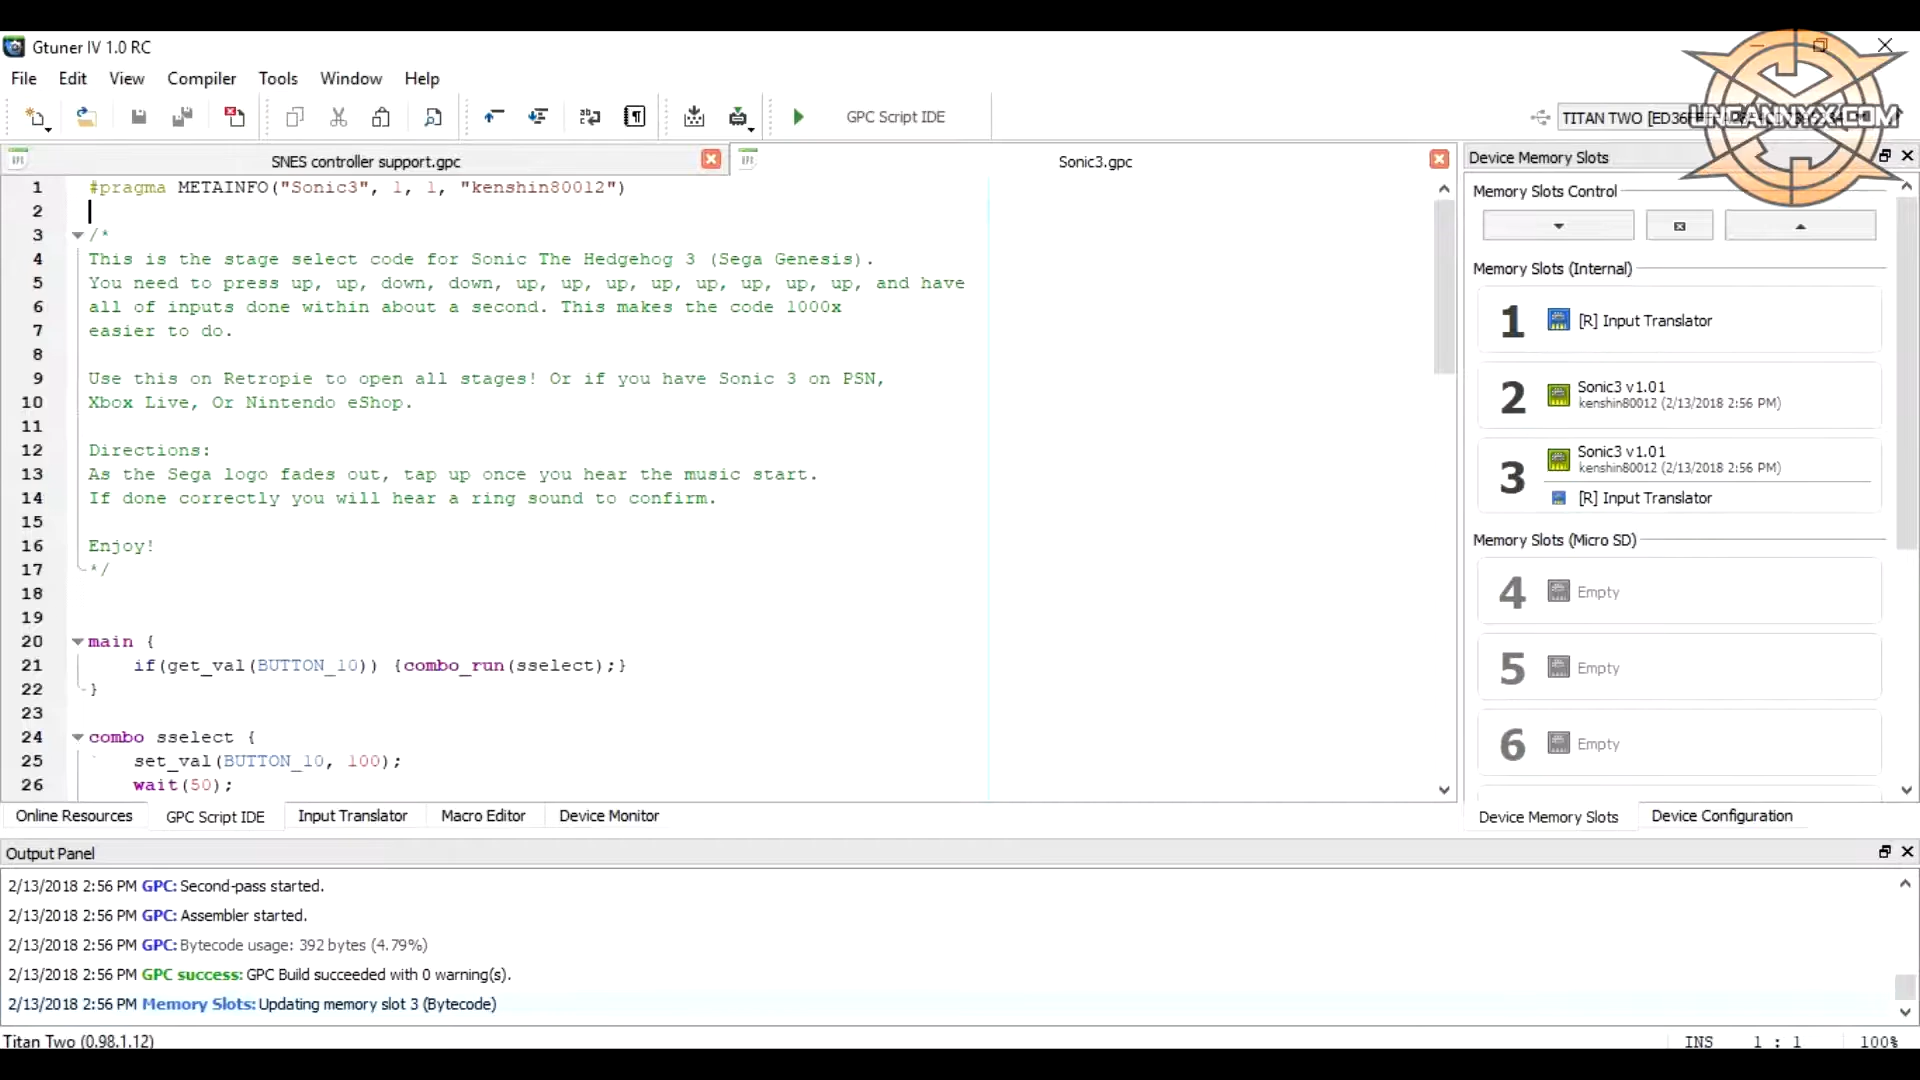 Gtuner IV 1.0 RC
File Edit View Compiler Tools Window Help
GPC Script IDE
TITAN TWO
UNCANNYX.COM
SNES controller support.gpc
Sonic3.gpc
1 #pragma METAINFO("Sonic3", 1, 1, "kenshin80012")
2
3 /*
4 This is the stage select code for Sonic The Hedgehog 3 (Sega Genesis).
5 You need to press up, up, down, down, up, up, up, up, up, up, up, up, and have
6 all of inputs done within about a second. This makes the code 1000x
7 easier to do.
8
9 Use this on Retropie to open all stages! Or if you have Sonic 3 on PSN,
10 Xbox Live, Or Nintendo eShop.
11
12 Directions:
13 As the Sega logo fades out, tap up once you hear the music start.
14 If done correctly you will hear a ring sound to confirm.
15
16 Enjoy!
17 */
18
19
20 main {
21 if(get_val(BUTTON_10)) {combo_run(sselect);}
22 }
23
24 combo sselect {
25 set_val(BUTTON_10, 100);
26 wait(50);
Online Resources GPC Script IDE Input Translator Macro Editor Device Monitor
Device Memory Slots
Memory Slots Control
Memory Slots (Internal)
1 [R] Input Translator
2 Sonic3 v1.01
kenshin80012 (2/13/2018 2:56 PM)
3 Sonic3 v1.01
kenshin80012 (2/13/2018 2:56 PM)
[R] Input Translator
Memory Slots (Micro SD)
4 Empty
5 Empty
6 Empty
Device Memory Slots Device Configuration
Output Panel
2/13/2018 2:56 PM GPC: Second-pass started.
2/13/2018 2:56 PM GPC: Assembler started.
2/13/2018 2:56 PM GPC: Bytecode usage: 392 bytes (4.79%)
2/13/2018 2:56 PM GPC success: GPC Build succeeded with 0 warning(s).
2/13/2018 2:56 PM Memory Slots: Updating memory slot 3 (Bytecode)
Titan Two (0.98.1.12)
INS 1 : 1 100%